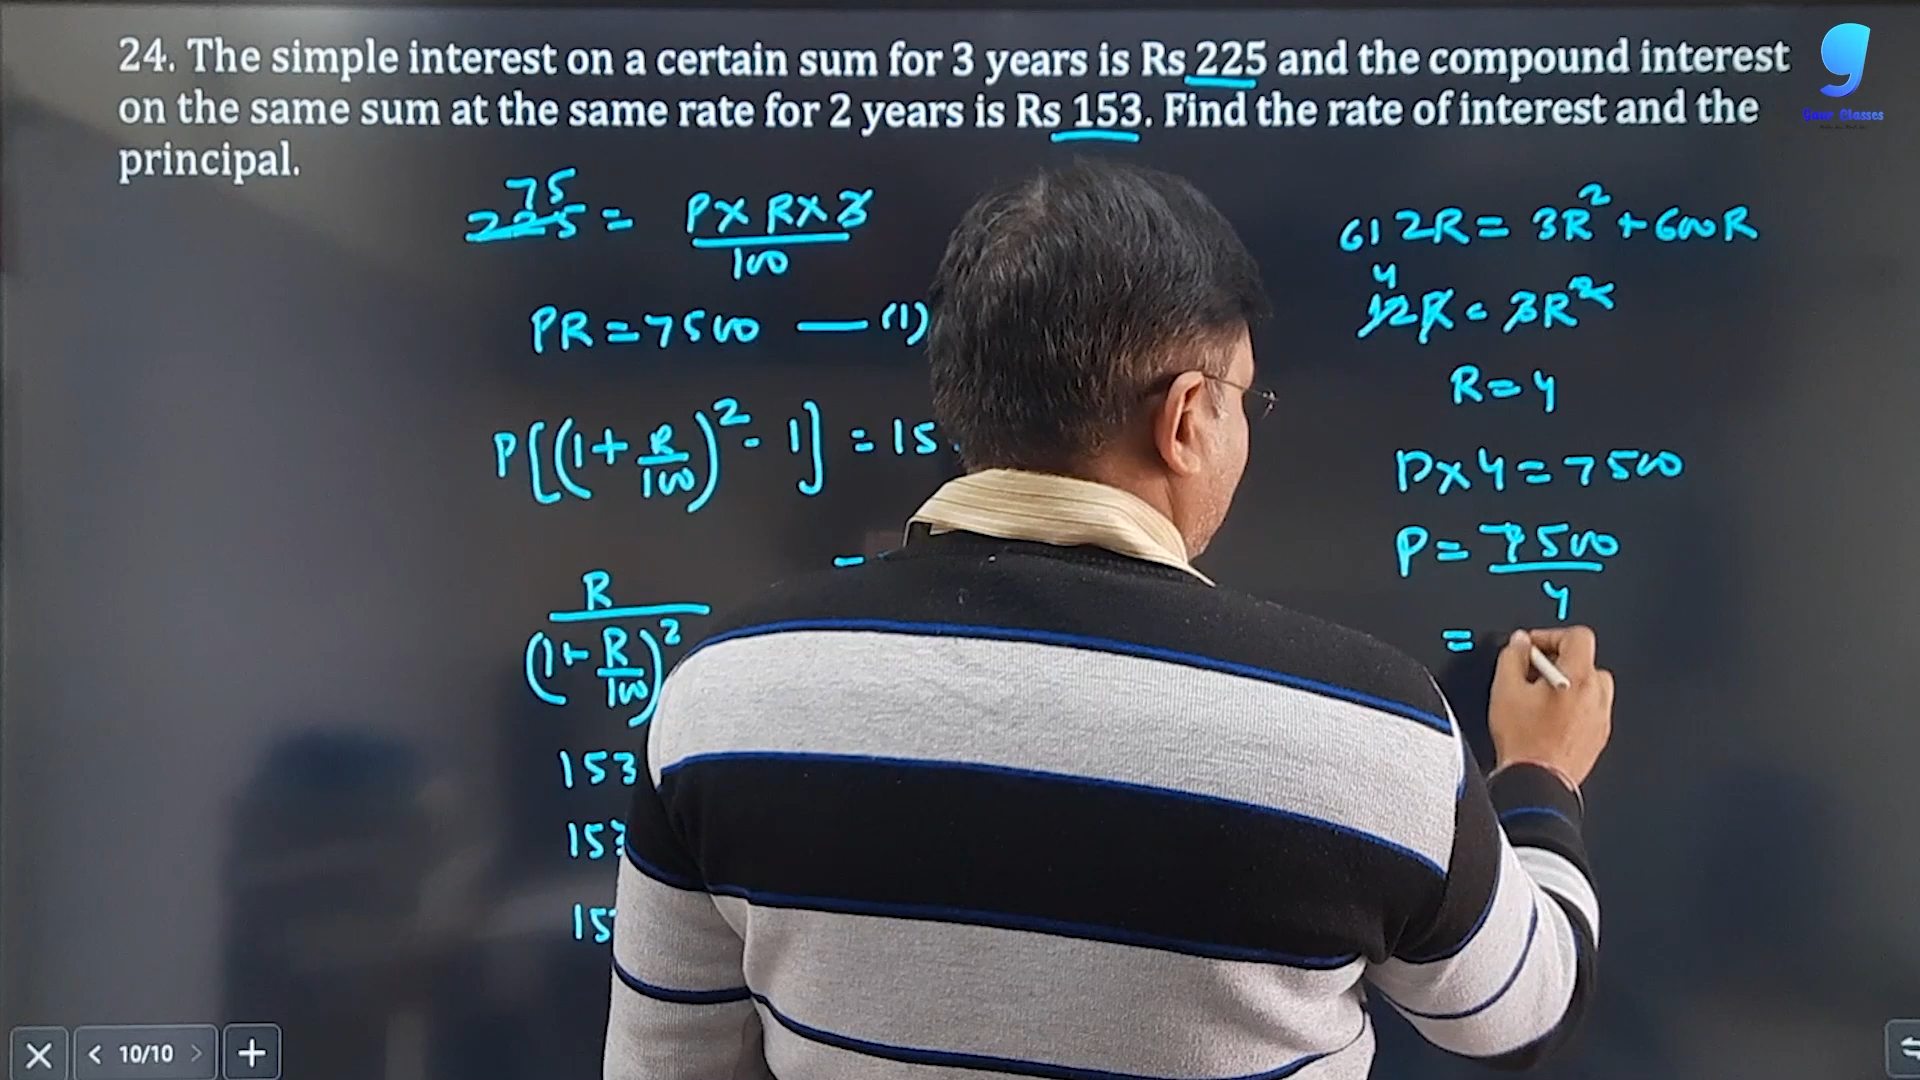 24. The simple interest on a certain sum for 3 years is Rs 225 and the compound interest
on the same sum at the same rate for 2 years is Rs 153. Find the rate of interest and the
principal.
Gaur Classes
75
225 = P x R x 3
100
PR = 7500 — (1)
P[(1 + R
100
)² - 1] = 15
-
R
(1 + R
100
)²
153
153
15
612R = 3R² + 600R
4
12R = 3R²
R = 4
P x 4 = 7500
P = 7500
4
=
10/10